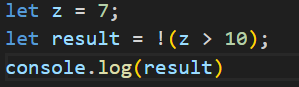 let z = 7;
let result = !(z > 10);
console.log(result)